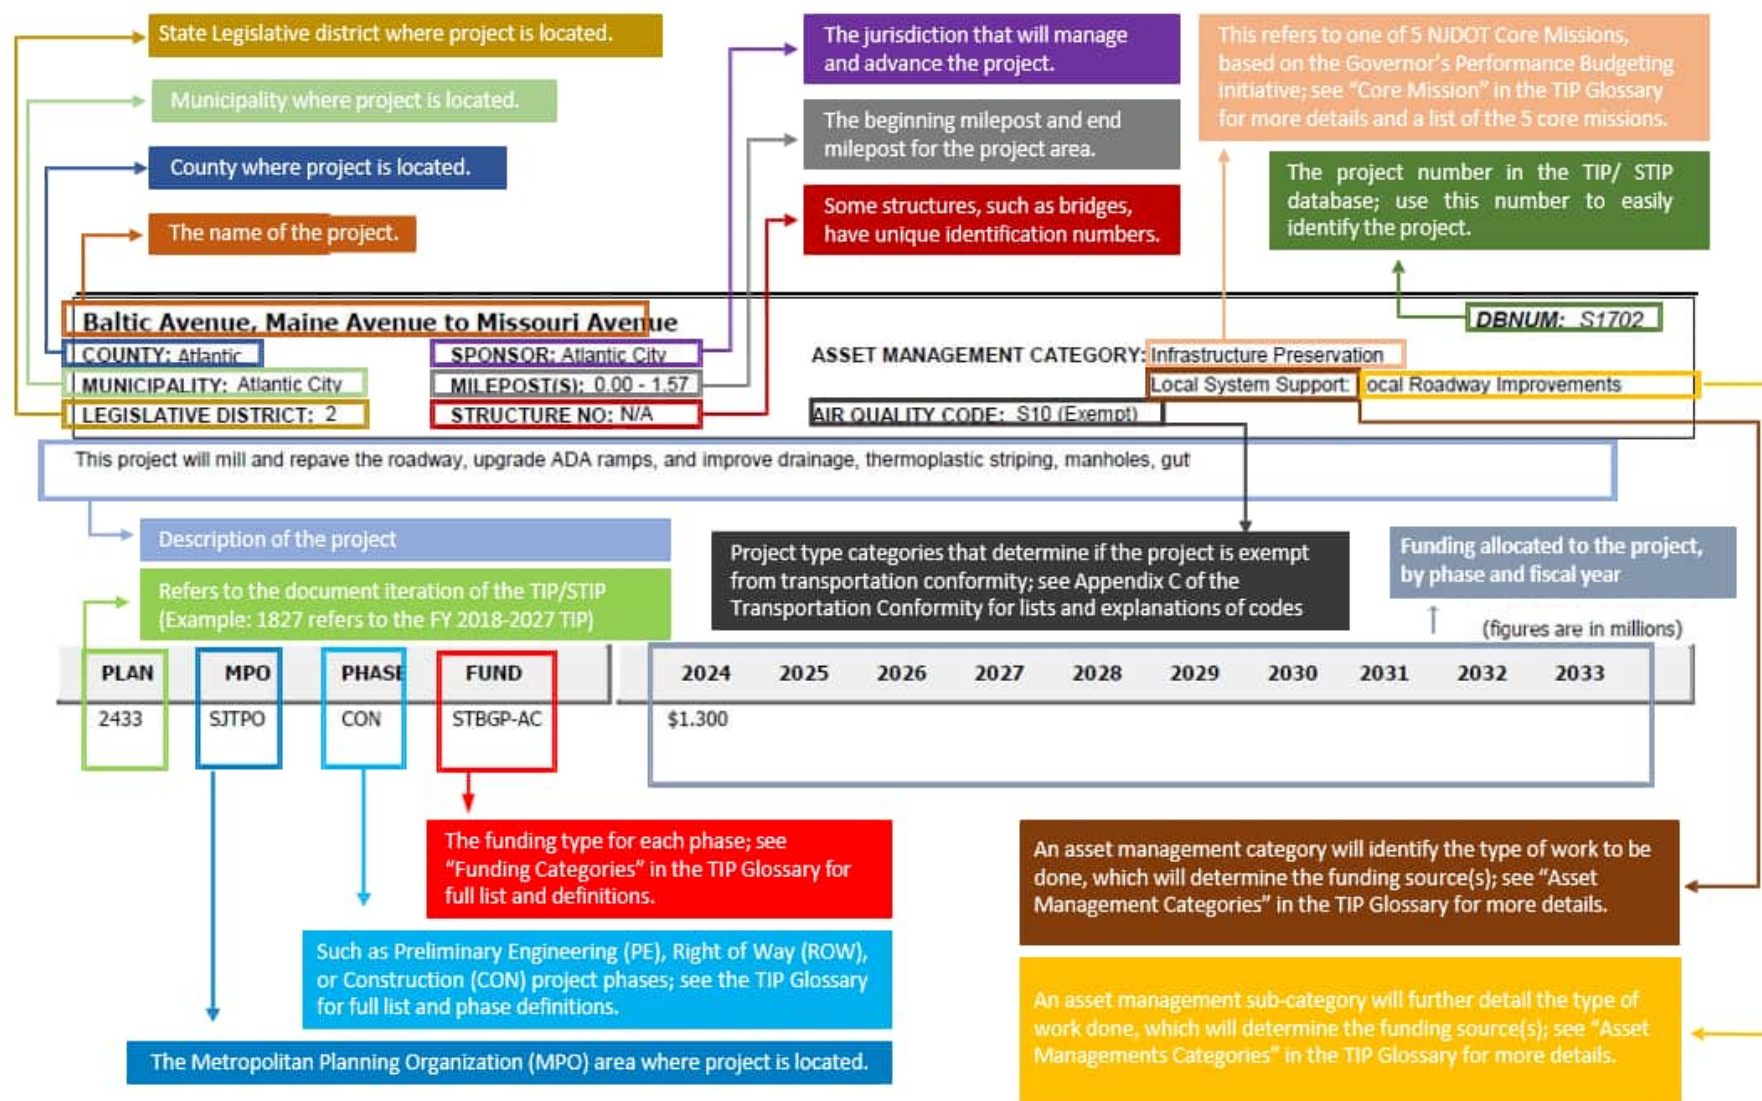 State Legislative district where project is located.
Municipality where project is located.
County where project is located.
The name of the project.
The jurisdiction that will manage
and advance the project.
The beginning milepost and end
milepost for the project area.
Some structures, such as bridges,
have unique identification numbers.
This refers to one of 5 NJDOT Core Missions,
based on the Governor's Performance Budgeting
initiative; see “Core Mission” in the TIP Glossary
for more details and a list of the 5 core missions.
The project number in the TIP/ STIP
database; use this number to easily
identify the project.
Baltic Avenue, Maine Avenue to Missouri Avenue
DBNUM: S1702
COUNTY: Atlantic
SPONSOR: Atlantic City
ASSET MANAGEMENT CATEGORY: Infrastructure Preservation
MUNICIPALITY: Atlantic City
MILEPOST(S): 0.00 - 1.57
Local System Support: ocal Roadway Improvements
LEGISLATIVE DISTRICT: 2
STRUCTURE NO: N/A
AIR QUALITY CODE: S10 (Exempt)
This project will mill and repave the roadway, upgrade ADA ramps, and improve drainage, thermoplastic striping, manholes, gut
Description of the project
Refers to the document iteration of the TIP/STIP
(Example: 1827 refers to the FY 2018-2027 TIP)
Project type categories that determine if the project is exempt
from transportation conformity; see Appendix C of the
Transportation Conformity for lists and explanations of codes
Funding allocated to the project,
by phase and fiscal year
(figures are in millions)
PLAN MPO PHASE FUND 2024 2025 2026 2027 2028 2029 2030 2031 2032 2033
2433 SJTPO CON STBGP-AC $1.300
The funding type for each phase; see
“Funding Categories” in the TIP Glossary for
full list and definitions.
Such as Preliminary Engineering (PE), Right of Way (ROW),
or Construction (CON) project phases; see the TIP Glossary
for full list and phase definitions.
The Metropolitan Planning Organization (MPO) area where project is located.
An asset management category will identify the type of work to be
done, which will determine the funding source(s); see “Asset
Management Categories” in the TIP Glossary for more details.
An asset management sub-category will further detail the type of
work done, which will determine the funding source(s); see “Asset
Managements Categories” in the TIP Glossary for more details.